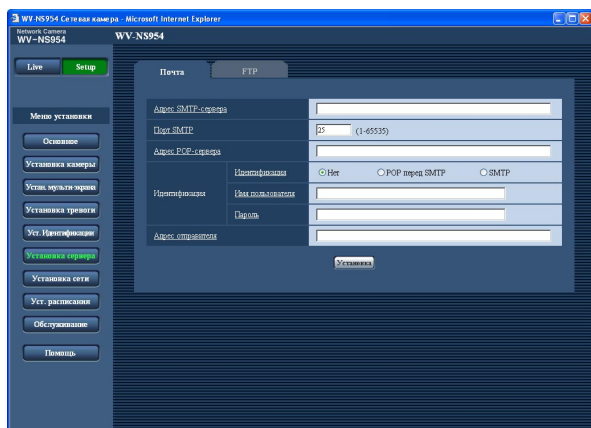 WV-NS954 Сетевая камера - Microsoft Internet Explorer
Network Camera
WV-NS954
WV-NS954
Live
Setup
Почта
FTP
Меню установки
Основное
Установка камеры
Устан. мульти-экрана
Установка тревоги
Уст. Идентификации
Установка сервера
Установка сети
Уст. расписания
Обслуживание
Помощь
Адрес SMTP-сервера
Порт SMTP
25
(1-65535)
Адрес POP-сервера
Идентификация
Идентификация
Нет
POP перед SMTP
SMTP
Имя пользователя
Пароль
Адрес отправителя
Установка